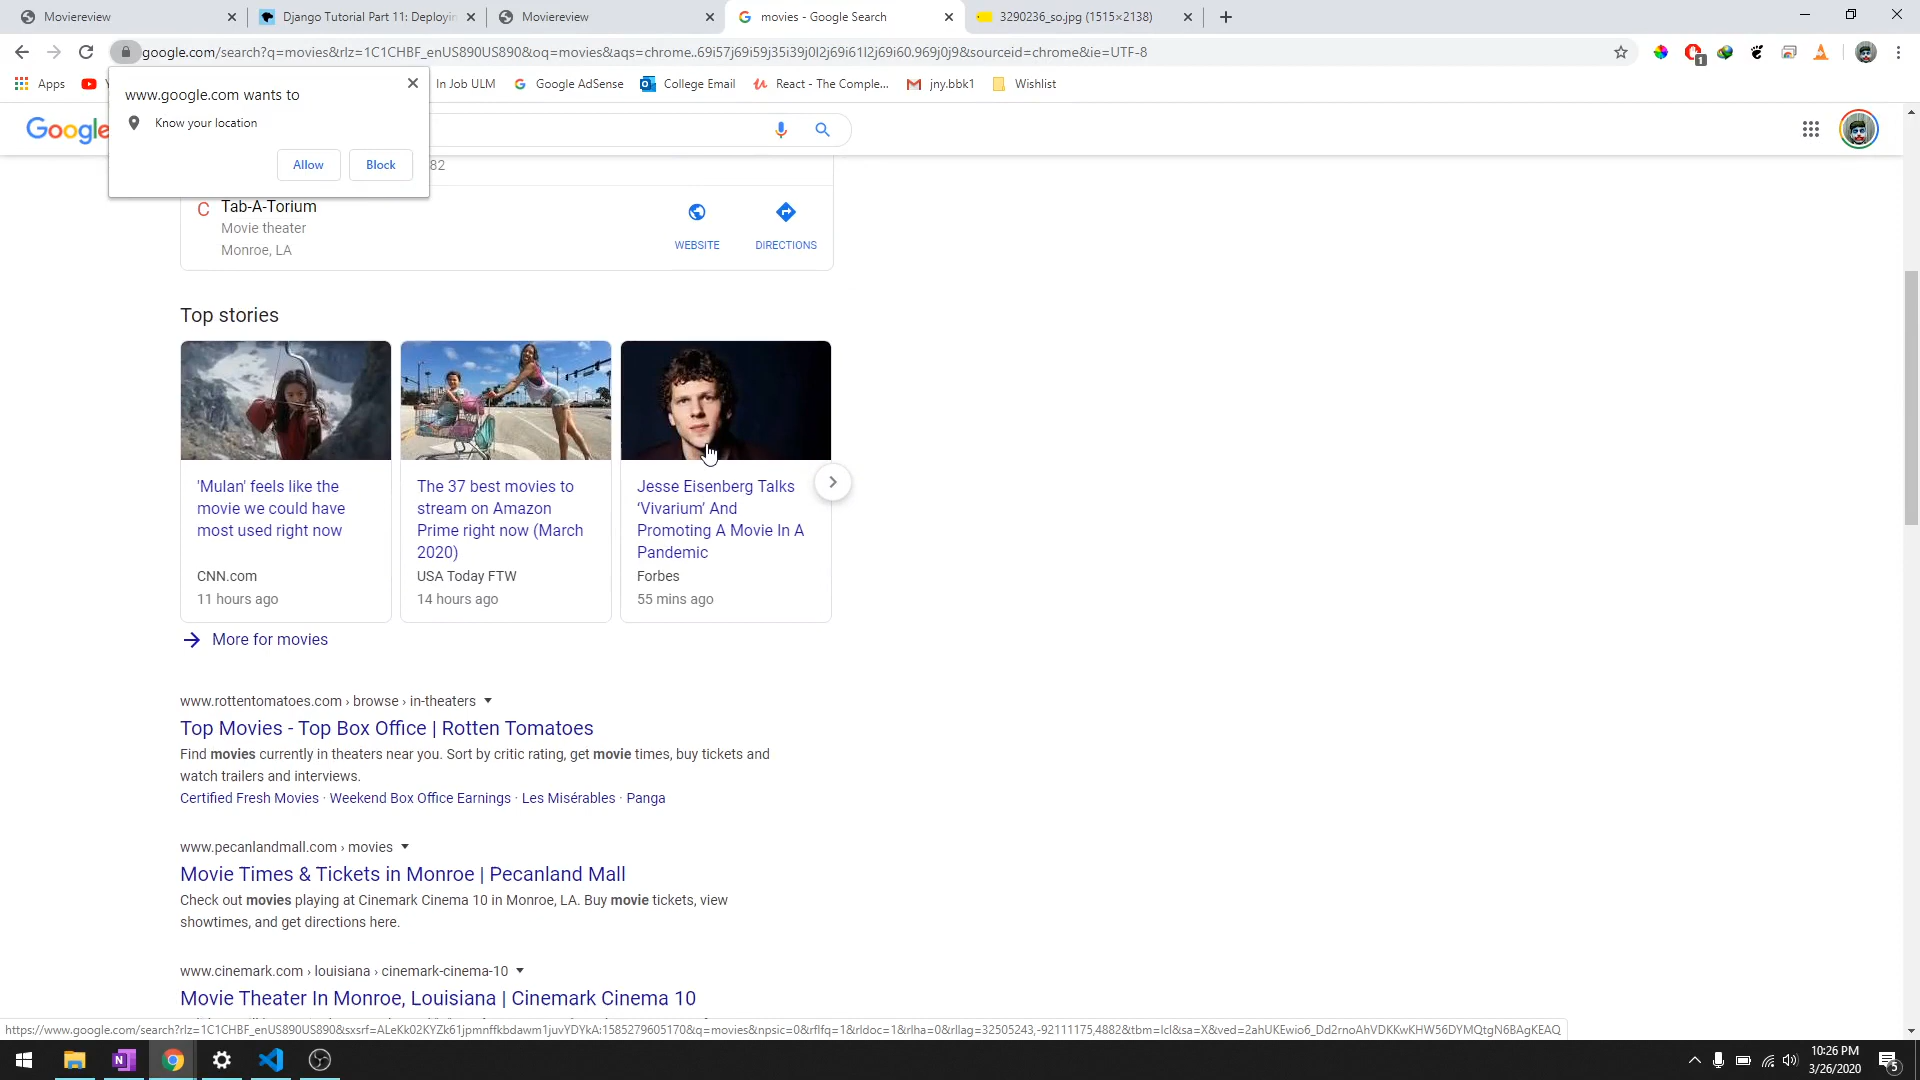 Moviereview
Django Tutorial Part 11: Deployin
Moviereview
movies - Google Search
3290236_so.jpg (1515×2138)
google.com/search?q=movies&rlz=1C1CHBF_enUS890US890&oq=movies&aqs=chrome..69i57j69i59j35i39j0l2j69i61l2j69i60.969j0j9&sourceid=chrome&ie=UTF-8
1
Apps
In Job ULM
Google AdSense
College Email
React - The Comple...
jny.bbk1
Wishlist
www.google.com wants to
Know your location
Allow
Block
Google
82
C
Tab-A-Torium
Movie theater
Monroe, LA
WEBSITE
DIRECTIONS
Top stories
'Mulan' feels like the
movie we could have
most used right now
CNN.com
11 hours ago
The 37 best movies to
stream on Amazon
Prime right now (March
2020)
USA Today FTW
14 hours ago
Jesse Eisenberg Talks
‘Vivarium’ And
Promoting A Movie In A
Pandemic
Forbes
55 mins ago
More for movies
www.rottentomatoes.com › browse › in-theaters
Top Movies - Top Box Office | Rotten Tomatoes
Find movies currently in theaters near you. Sort by critic rating, get movie times, buy tickets and
watch trailers and interviews.
Certified Fresh Movies · Weekend Box Office Earnings · Les Misérables · Panga
www.pecanlandmall.com › movies
Movie Times & Tickets in Monroe | Pecanland Mall
Check out movies playing at Cinemark Cinema 10 in Monroe, LA. Buy movie tickets, view
showtimes, and get directions here.
www.cinemark.com › louisiana › cinemark-cinema-10
Movie Theater In Monroe, Louisiana | Cinemark Cinema 10
https://www.google.com/search?rlz=1C1CHBF_enUS890US890&sxsrf=ALeKk02KYZk61jpmnffkbdawm1juvYDYkA:1585279605170&q=movies&npsic=0&rflfq=1&rldoc=1&rlha=0&rllag=32505243,-92111175,4882&tbm=lcl&sa=X&ved=2ahUKEwio6_Dd2rnoAhVDKKwKHW56DYMQtgN6BAgKEAQ
10:26 PM
3/26/2020
5